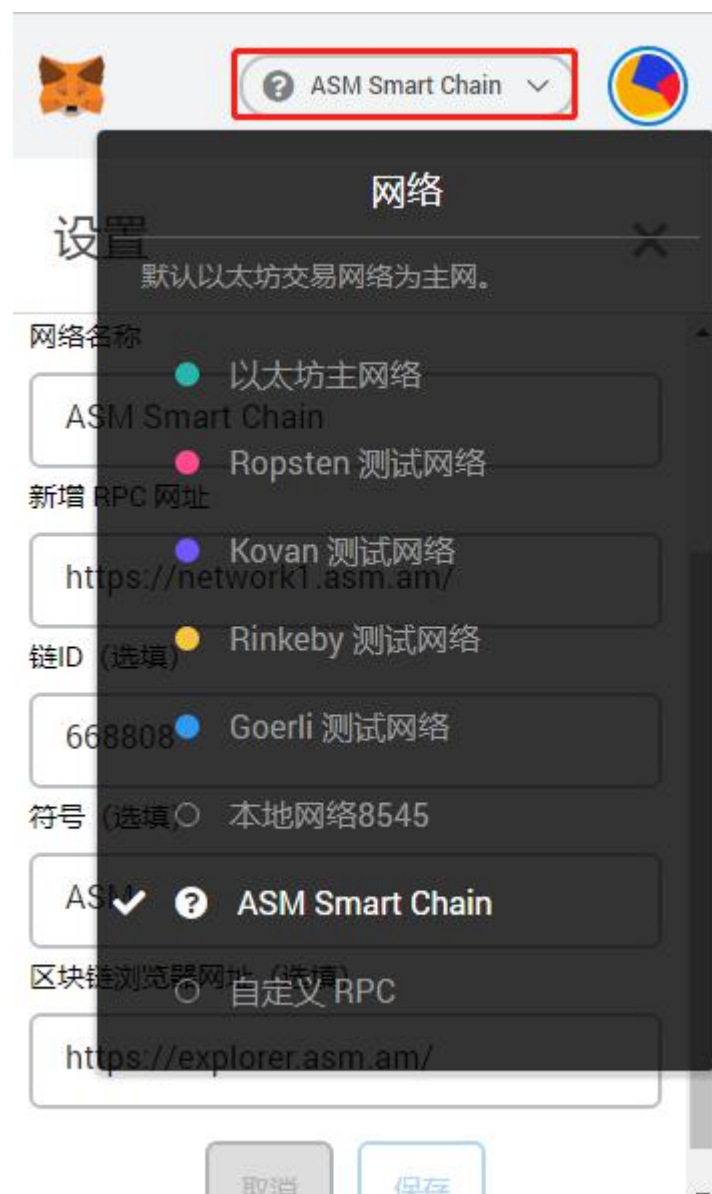 ASM Smart Chain
网络
设置
默认以太坊交易网络为主网。
网络名称
以太坊主网络
ASM Smart Chain
Ropsten 测试网络
新增 RPC 网址
Kovan 测试网络
https://network1.asm.am/
Rinkeby 测试网络
链ID（选填）
Goerli 测试网络
668808
本地网络8545
符号（选填）
ASM
ASM Smart Chain
区块链浏览器网址（选填）
自定义 RPC
https://explorer.asm.am/
取消
保存